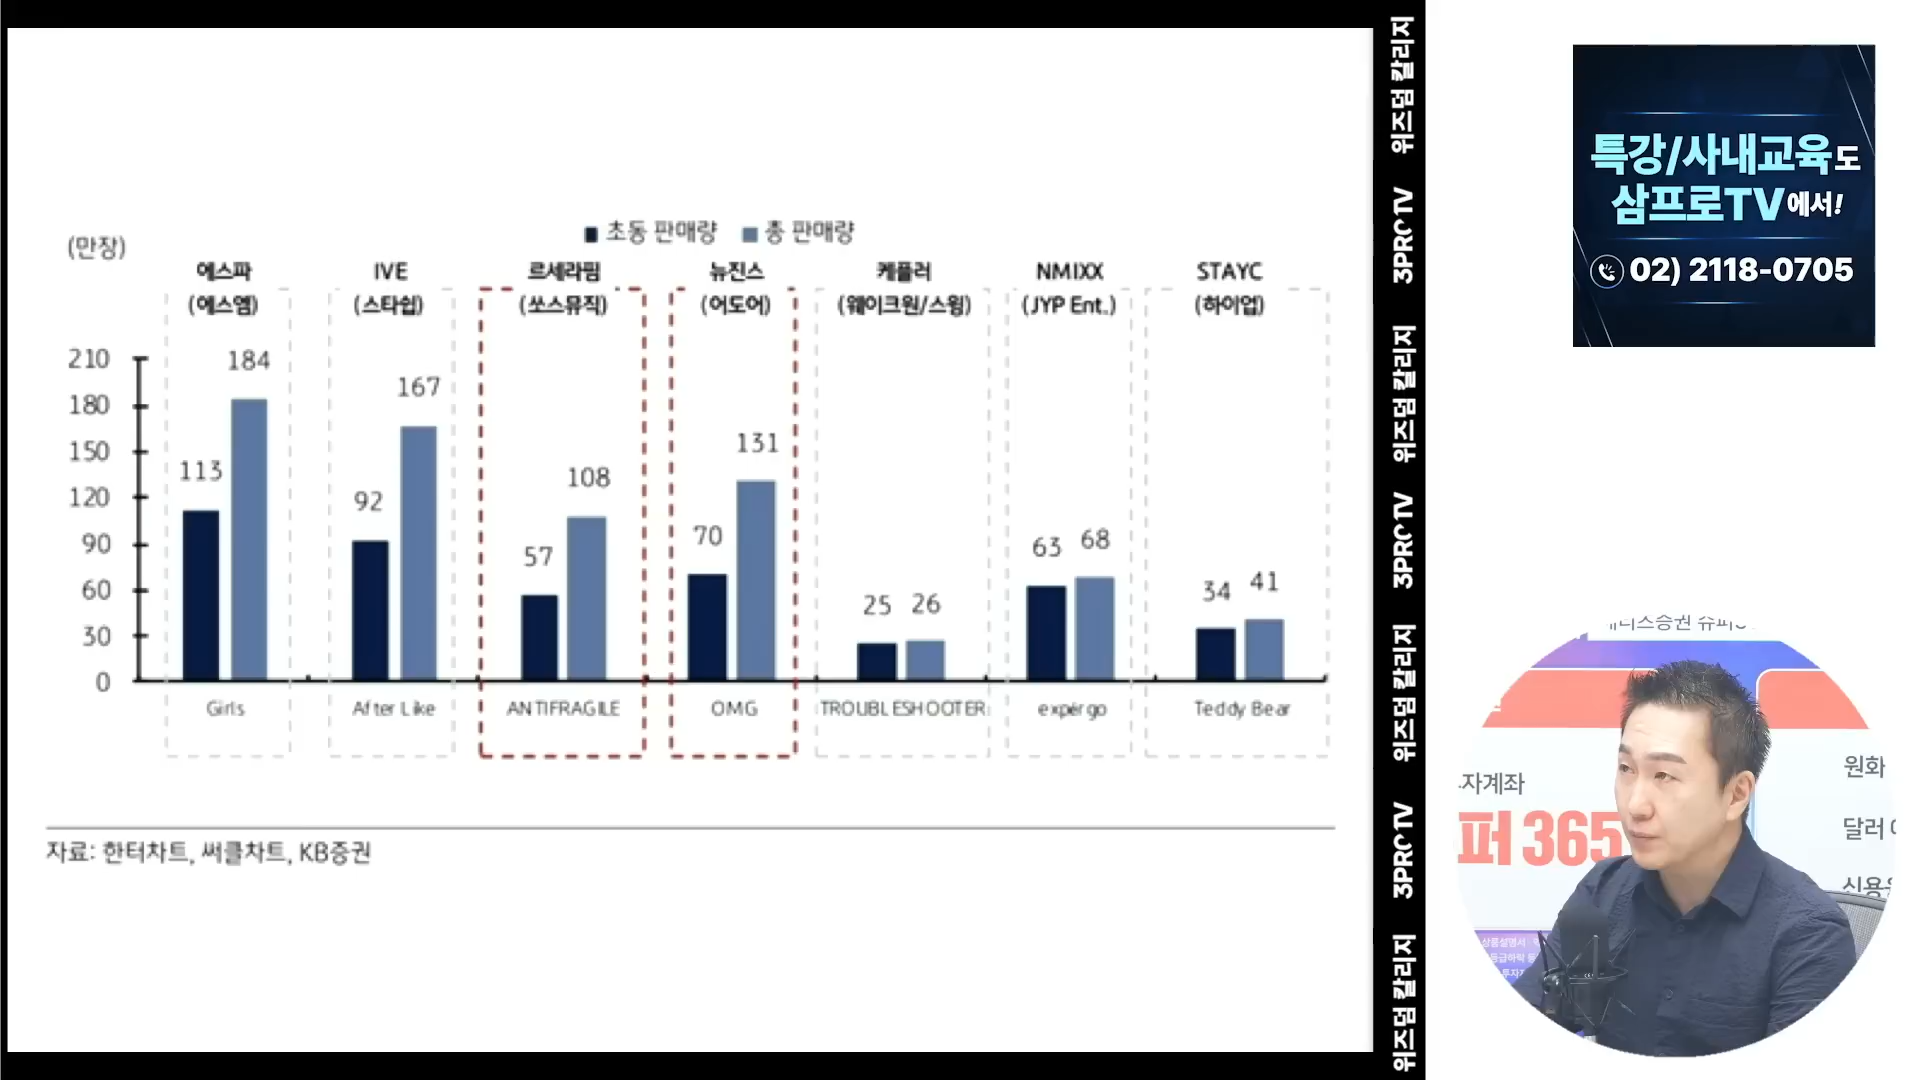 (만장)
초동 판매량 총 판매량
에스파
(에스엠)
IVE
(스타쉽)
르세라핌
(쏘스뮤직)
뉴진스
(어도어)
케플러
(웨이크원/스윙)
NMIXX
(JYP Ent.)
STAYC
(하이업)
210
180
150
120
90
60
30
0
113 184
92 167
57 108
70 131
25 26
63 68
34 41
Girls
After Like
ANTIFRAGILE
OMG
TROUBLESHOOTER
expérgo
Teddy Bear
자료: 한터차트, 써클차트, KB증권
위즈덤 칼리지
3PROTV
위즈덤 칼리지
3PROTV
위즈덤 칼리지
3PROTV
위즈덤 칼리지
특강/사내교육도
삼프로TV에서!
02) 2118-0705
자계좌
퍼 365
원화
달러
신용